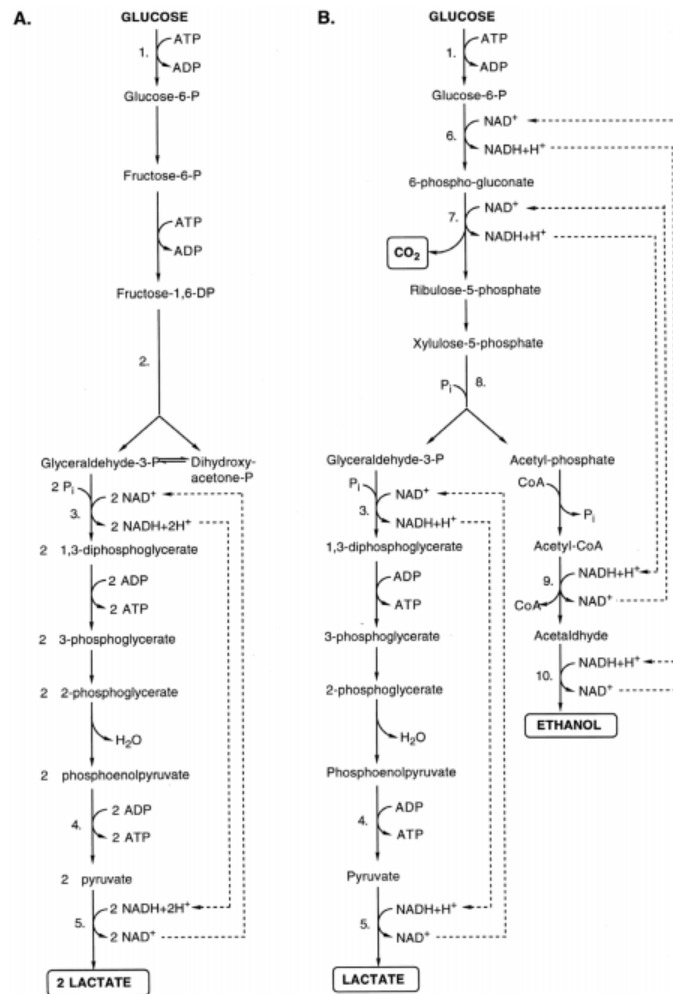 A.
GLUCOSE
1.
ATP
ADP
Glucose-6-P
Fructose-6-P
ATP
ADP
Fructose-1,6-DP
2.
Glyceraldehyde-3-P
Dihydroxy-
acetone-P
2 Pi
2 NAD+
3.
2 NADH+2H+
2 1,3-diphosphoglycerate
2 ADP
2 ATP
2 3-phosphoglycerate
2 2-phosphoglycerate
H2O
2 phosphoenolpyruvate
2 ADP
4.
2 ATP
2 pyruvate
2 NADH+2H+
5.
2 NAD+
2 LACTATE
B.
GLUCOSE
1.
ATP
ADP
Glucose-6-P
NAD+
6.
NADH+H+
6-phospho-gluconate
7.
NAD+
NADH+H+
CO2
Ribulose-5-phosphate
Xylulose-5-phosphate
Pi
8.
Glyceraldehyde-3-P
Pi
NAD+
3.
NADH+H+
1,3-diphosphoglycerate
ADP
ATP
3-phosphoglycerate
2-phosphoglycerate
H2O
Phosphoenolpyruvate
ADP
4.
ATP
Pyruvate
NADH+H+
5.
NAD+
LACTATE
Acetyl-phosphate
CoA
Pi
Acetyl-CoA
9.
NADH+H+
CoA
NAD+
Acetaldhyde
NADH+H+
10.
NAD+
ETHANOL